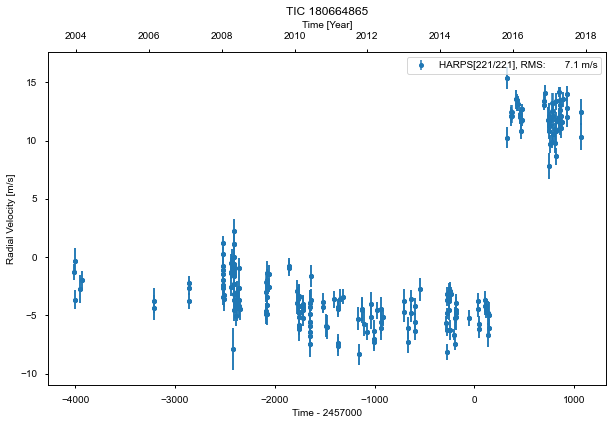 TIC 180664865
Time [Year]
2004 2006 2008 2010 2012 2014 2016 2018
HARPS[221/221], RMS: 7.1 m/s
15
10
5
0
−5
−10
Radial Velocity [m/s]
−4000 −3000 −2000 −1000 0 1000
Time - 2457000